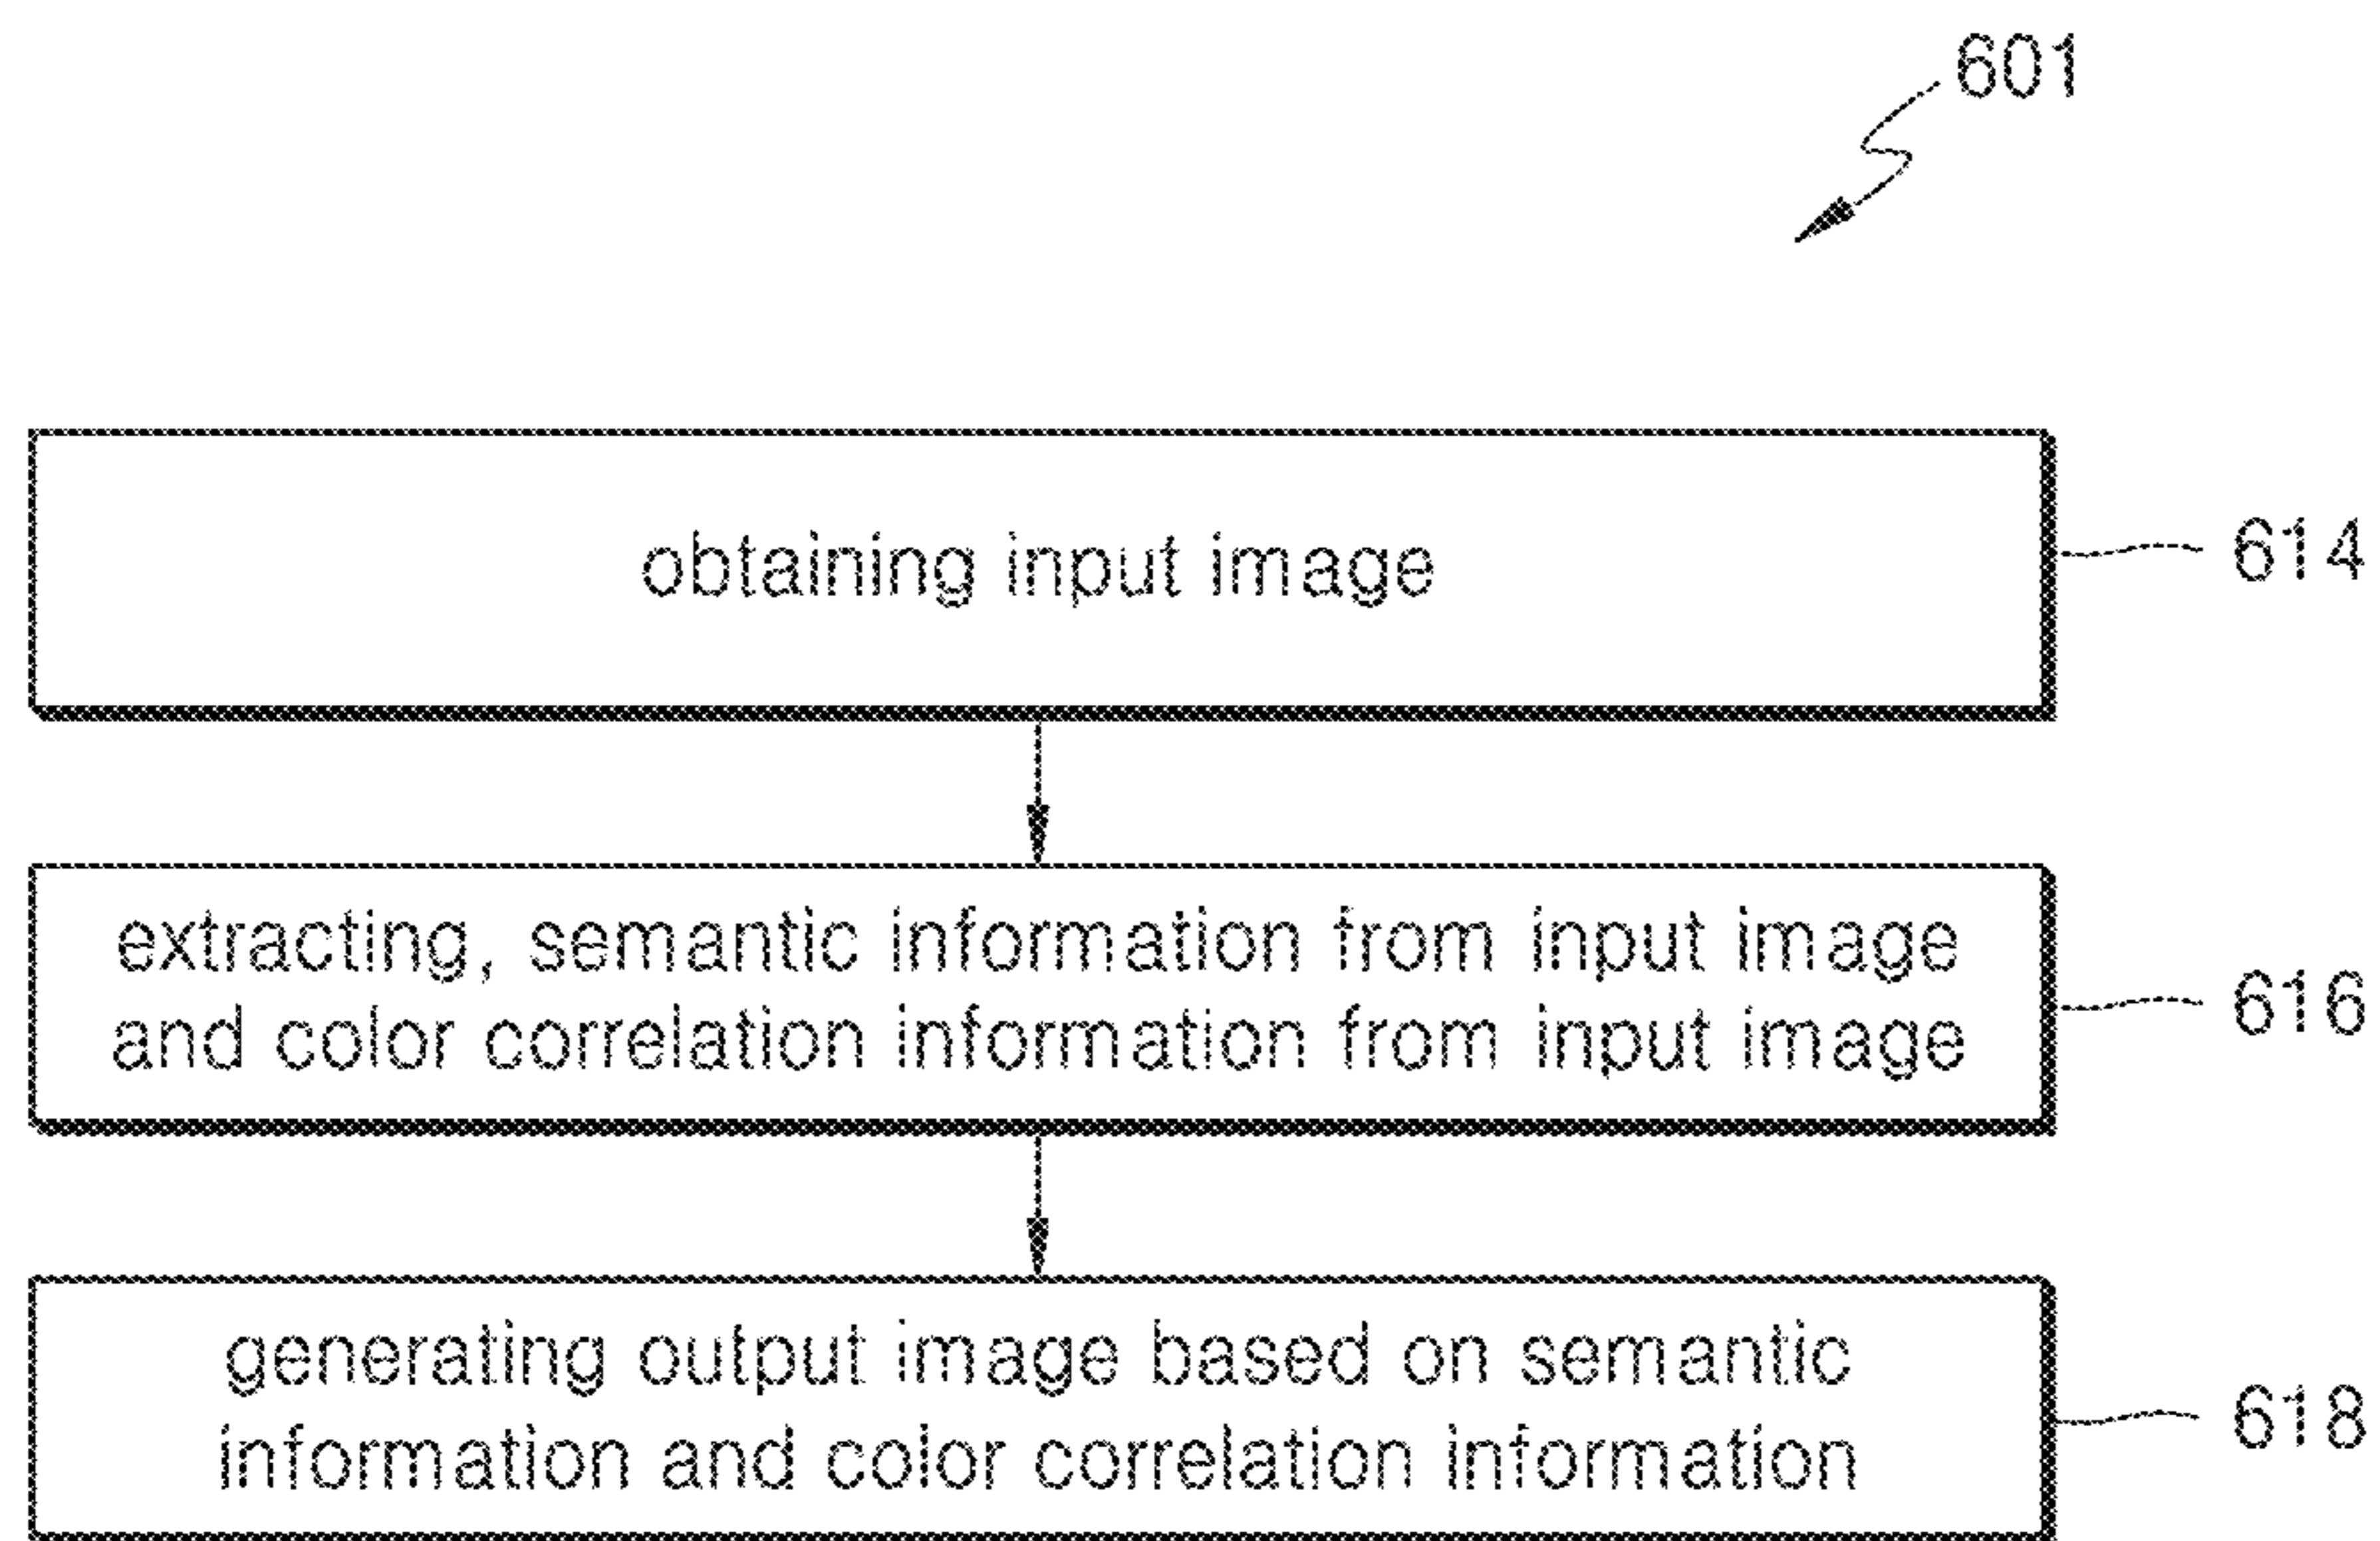 601
obtaining input image
614
extracting, semantic information from input image
and color correlation information from input image
616
generating output image based on semantic
information and color correlation information
618